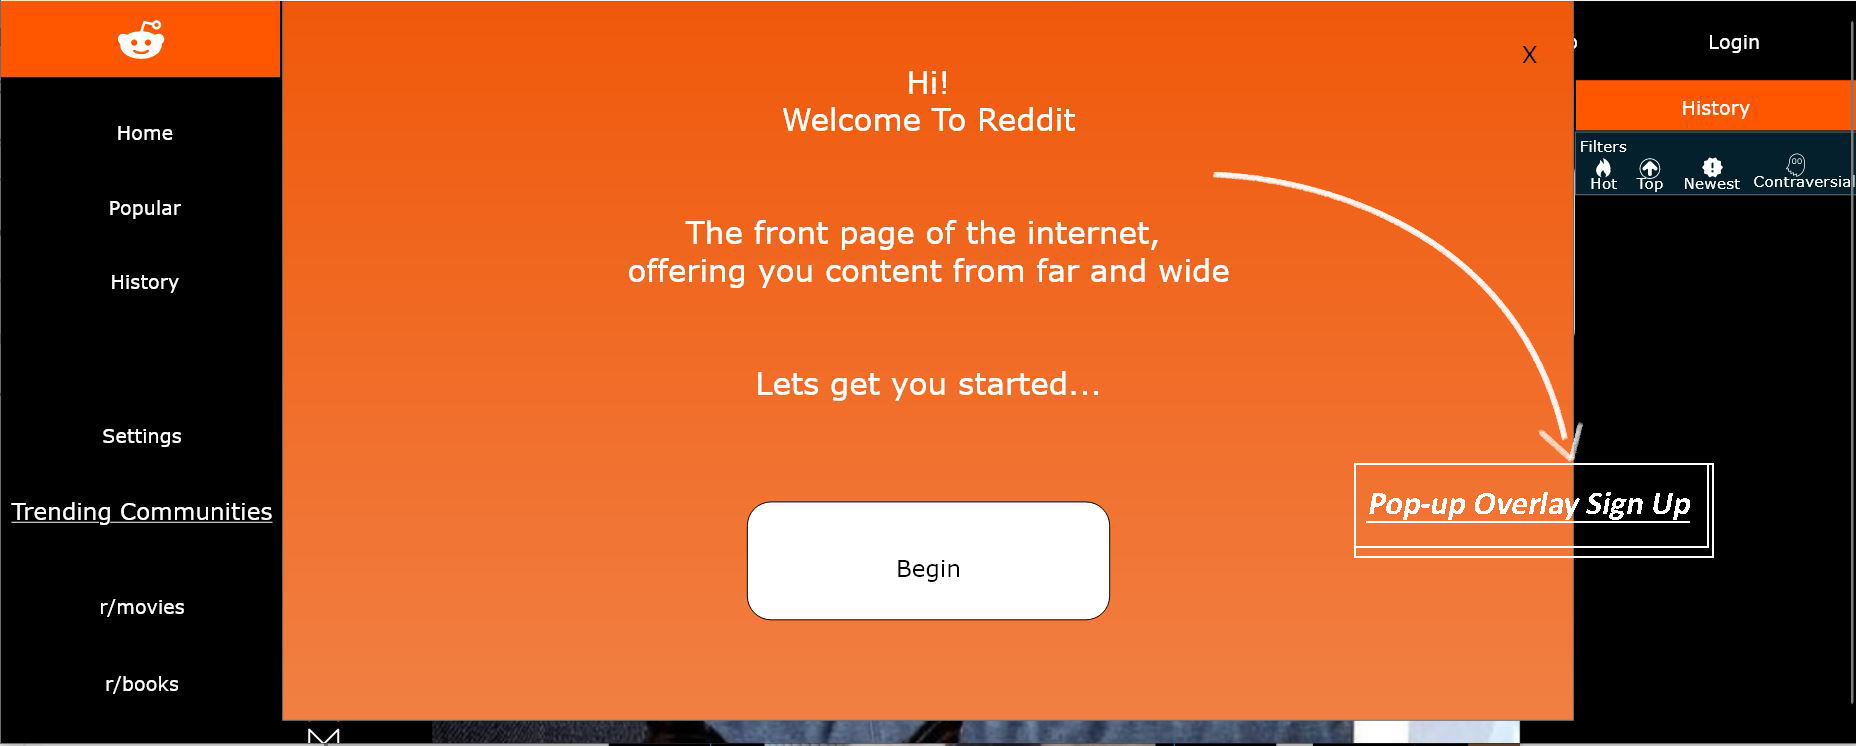 Home
Popular
History
Settings
Trending Communities
r/movies
r/books
X
Hi!
Welcome To Reddit
The front page of the internet,
offering you content from far and wide
Lets get you started...
Begin
Pop-up Overlay Sign Up
Login
History
Filters
Hot Top Newest Contraversial